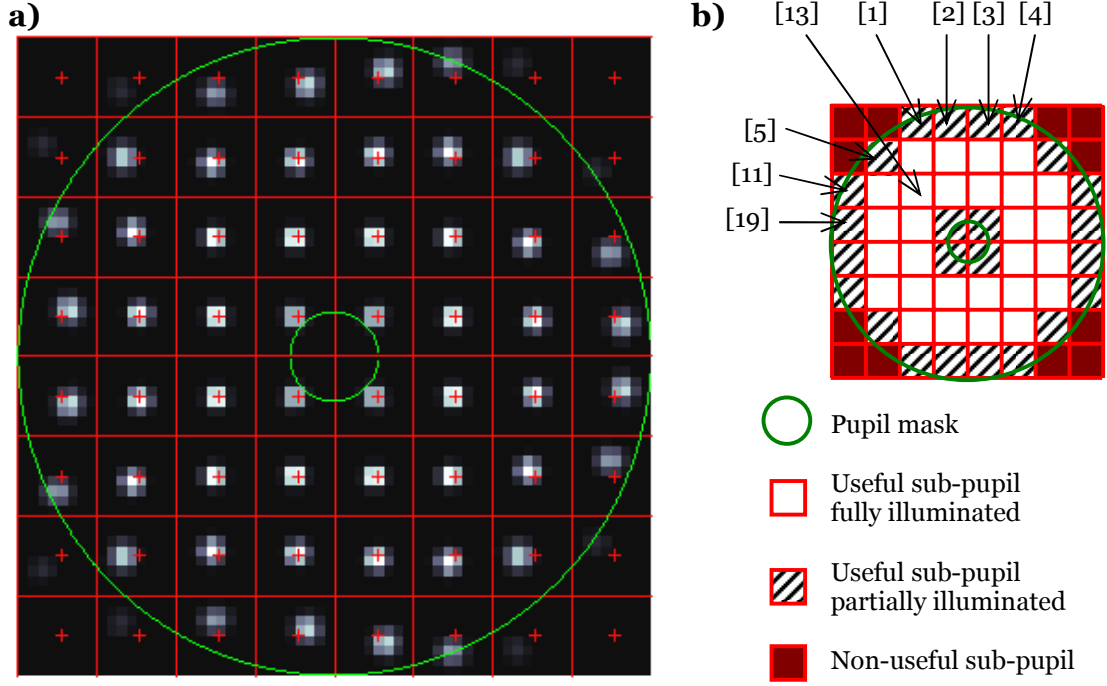 a)
b)
[13] [1] [2] [3] [4]
[5]
[11]
[19]
Pupil mask
Useful sub-pupil
fully illuminated
Useful sub-pupil
partially illuminated
Non-useful sub-pupil